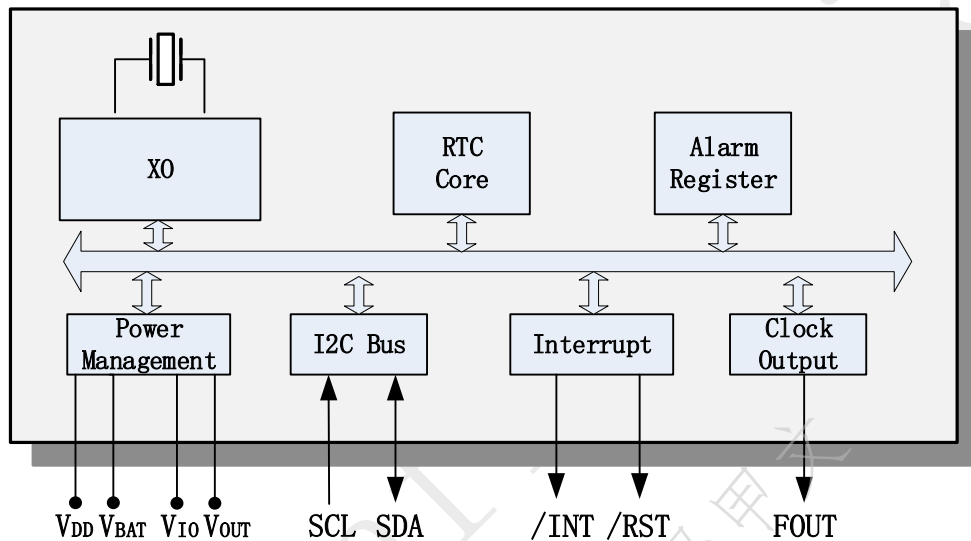 XO
RTC
Core
Alarm
Register
Power
Management
I2C Bus
Interrupt
Clock
Output
VDD VBAT VIO VOUT SCL SDA /INT /RST FOUT